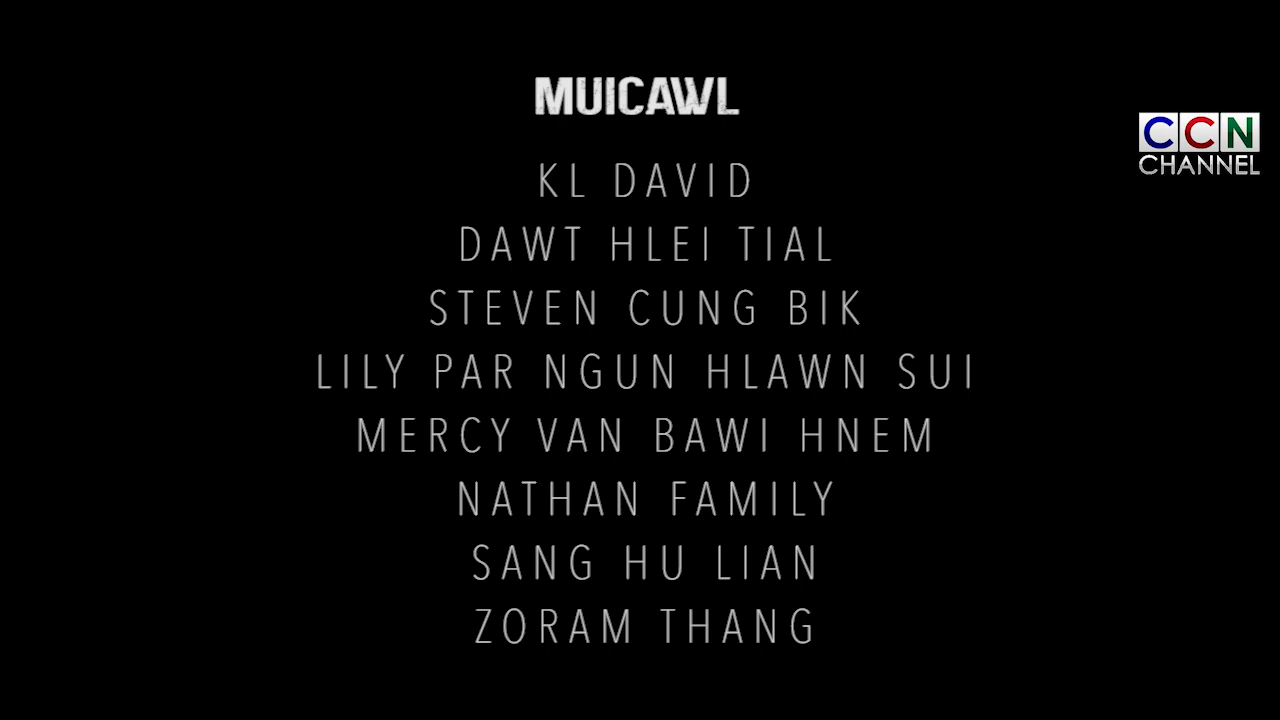 MUICAWL
KL DAVID
DAWT HLEI TIAL
STEVEN CUNG BIK
LILY PAR NGUN HLAWN SUI
MERCY VAN BAWI HNEM
NATHAN FAMILY
SANG HU LIAN
ZORAM THANG
CCN
CHANNEL